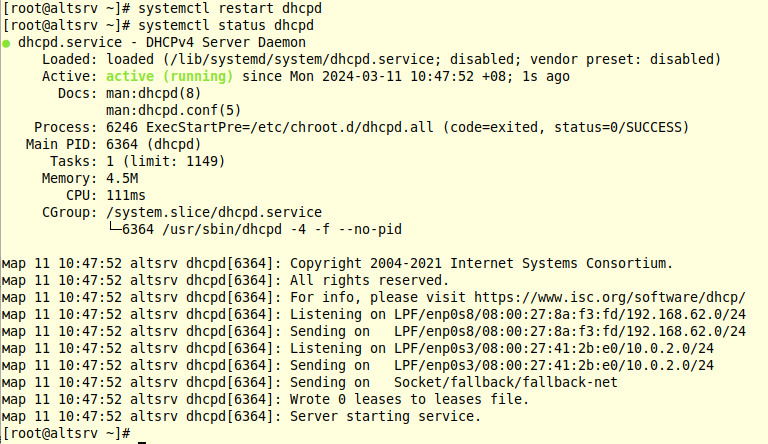 [root@altsrv ~]# systemctl restart dhcpd
[root@altsrv ~]# systemctl status dhcpd
● dhcpd.service - DHCPv4 Server Daemon
     Loaded: loaded (/lib/systemd/system/dhcpd.service; disabled; vendor preset: disabled)
     Active: active (running) since Mon 2024-03-11 10:47:52 +08; 1s ago
       Docs: man:dhcpd(8)
             man:dhcpd.conf(5)
    Process: 6246 ExecStartPre=/etc/chroot.d/dhcpd.all (code=exited, status=0/SUCCESS)
   Main PID: 6364 (dhcpd)
      Tasks: 1 (limit: 1149)
     Memory: 4.5M
        CPU: 111ms
     CGroup: /system.slice/dhcpd.service
             └─6364 /usr/sbin/dhcpd -4 -f --no-pid

мар 11 10:47:52 altsrv dhcpd[6364]: Copyright 2004-2021 Internet Systems Consortium.
мар 11 10:47:52 altsrv dhcpd[6364]: All rights reserved.
мар 11 10:47:52 altsrv dhcpd[6364]: For info, please visit https://www.isc.org/software/dhcp/
мар 11 10:47:52 altsrv dhcpd[6364]: Listening on LPF/enp0s8/08:00:27:8a:f3:fd/192.168.62.0/24
мар 11 10:47:52 altsrv dhcpd[6364]: Sending on   LPF/enp0s8/08:00:27:8a:f3:fd/192.168.62.0/24
мар 11 10:47:52 altsrv dhcpd[6364]: Listening on LPF/enp0s3/08:00:27:41:2b:e0/10.0.2.0/24
мар 11 10:47:52 altsrv dhcpd[6364]: Sending on   LPF/enp0s3/08:00:27:41:2b:e0/10.0.2.0/24
мар 11 10:47:52 altsrv dhcpd[6364]: Sending on   Socket/fallback/fallback-net
мар 11 10:47:52 altsrv dhcpd[6364]: Wrote 0 leases to leases file.
мар 11 10:47:52 altsrv dhcpd[6364]: Server starting service.
[root@altsrv ~]#